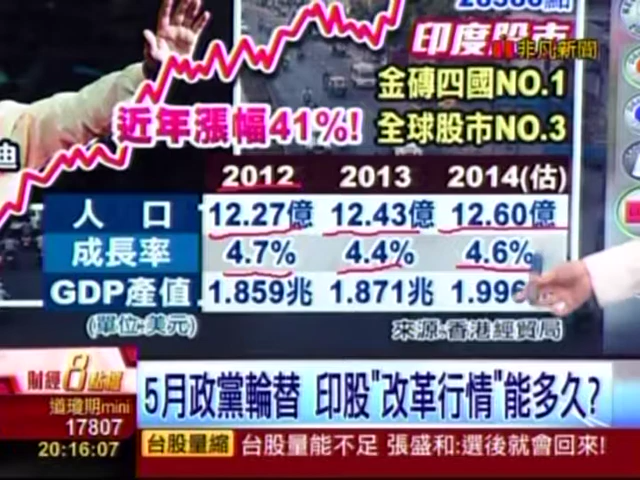 印度股市
非凡新聞
金磚四國NO.1
近年漲幅41%!
全球股市NO.3
迪
2012 2013 2014(估)
人口 12.27億 12.43億 12.60億
成長率 4.7% 4.4% 4.6%
GDP產值 1.859兆 1.871兆 1.996
(單位:美元)
來源:香港經貿局
財經8點檔
5月政黨輪替 印股"改革行情"能多久?
道瓊期mini
17807
20:16:07
台股量縮
台股量能不足 張盛和:選後就會回來!